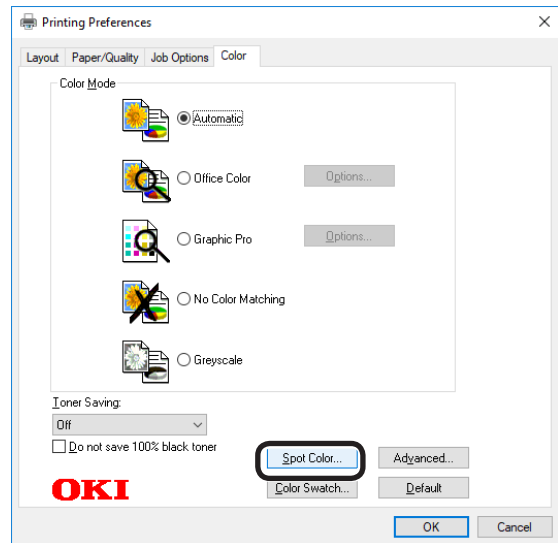 Printing Preferences
Layout Paper/Quality Job Options Color
Color Mode
Automatic
Office Color Options...
Graphic Pro Options...
No Color Matching
Greyscale
Toner Saving:
Off
Do not save 100% black toner
Spot Color... Advanced...
OKI Color Swatch... Default
OK Cancel